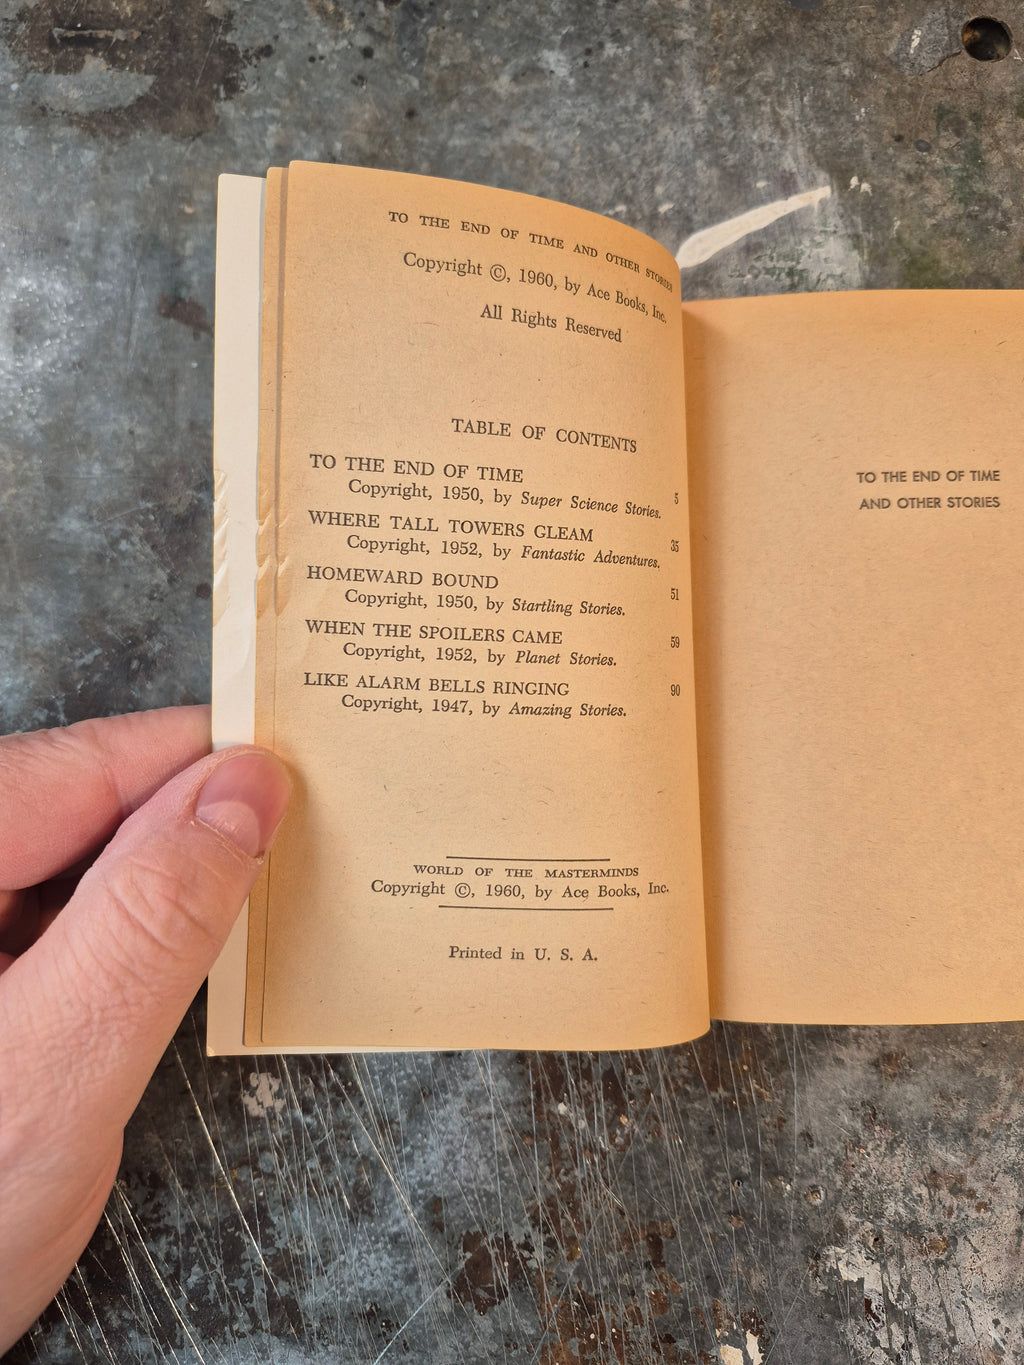 TO THE END OF TIME AND OTHER STORIES
Copyright ©, 1960, by Ace Books, Inc.
All Rights Reserved
TABLE OF CONTENTS
TO THE END OF TIME
Copyright, 1950, by Super Science Stories. 5
WHERE TALL TOWERS GLEAM
Copyright, 1952, by Fantastic Adventures. 35
HOMEWARD BOUND
Copyright, 1950, by Startling Stories. 51
WHEN THE SPOILERS CAME
Copyright, 1952, by Planet Stories. 59
LIKE ALARM BELLS RINGING 90
Copyright, 1947, by Amazing Stories.
WORLD OF THE MASTERMINDS
Copyright ©, 1960, by Ace Books, Inc.
Printed in U. S. A.
TO THE END OF TIME
AND OTHER STORIES